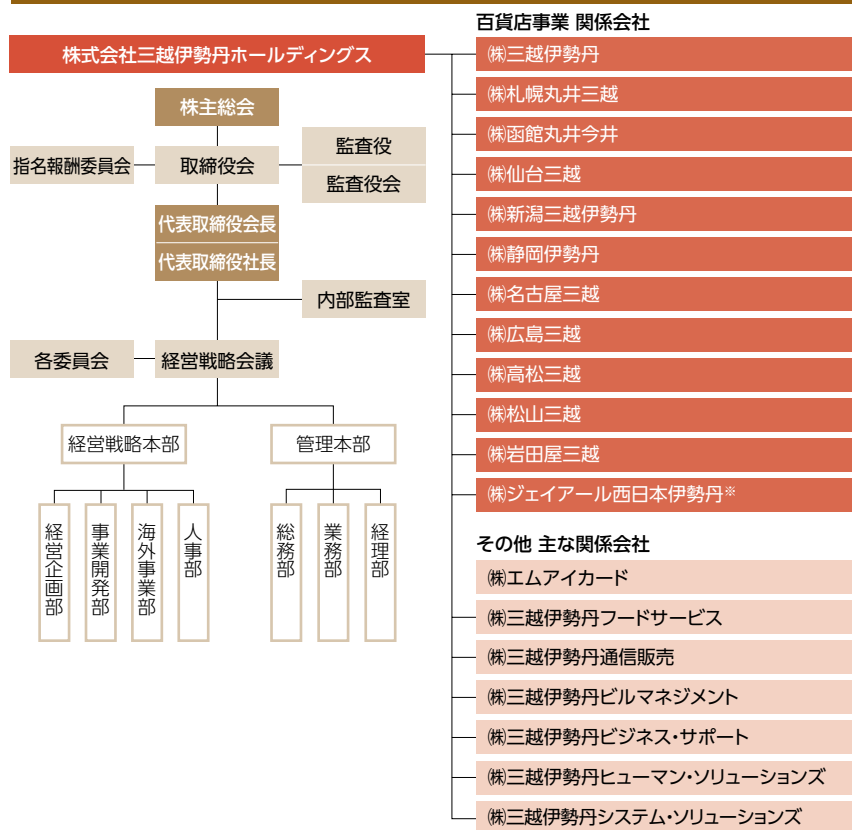 株式会社三越伊勢丹ホールディングス
株主総会
指名報酬委員会
取締役会
監査役
監査役会
代表取締役会長
代表取締役社長
内部監査室
各委員会
経営戦略会議
経営戦略本部
管理本部
経営企画部
事業開発部
海外事業部
人事部
総務部
業務部
経理部
百貨店事業 関係会社
㈱三越伊勢丹
㈱札幌丸井三越
㈱函館丸井今井
㈱仙台三越
㈱新潟三越伊勢丹
㈱静岡伊勢丹
㈱名古屋三越
㈱広島三越
㈱高松三越
㈱松山三越
㈱岩田屋三越
㈱ジェイアール西日本伊勢丹※
その他 主な関係会社
㈱エムアイカード
㈱三越伊勢丹フードサービス
㈱三越伊勢丹通信販売
㈱三越伊勢丹ビルマネジメント
㈱三越伊勢丹ビジネス・サポート
㈱三越伊勢丹ヒューマン・ソリューションズ
㈱三越伊勢丹システム・ソリューションズ